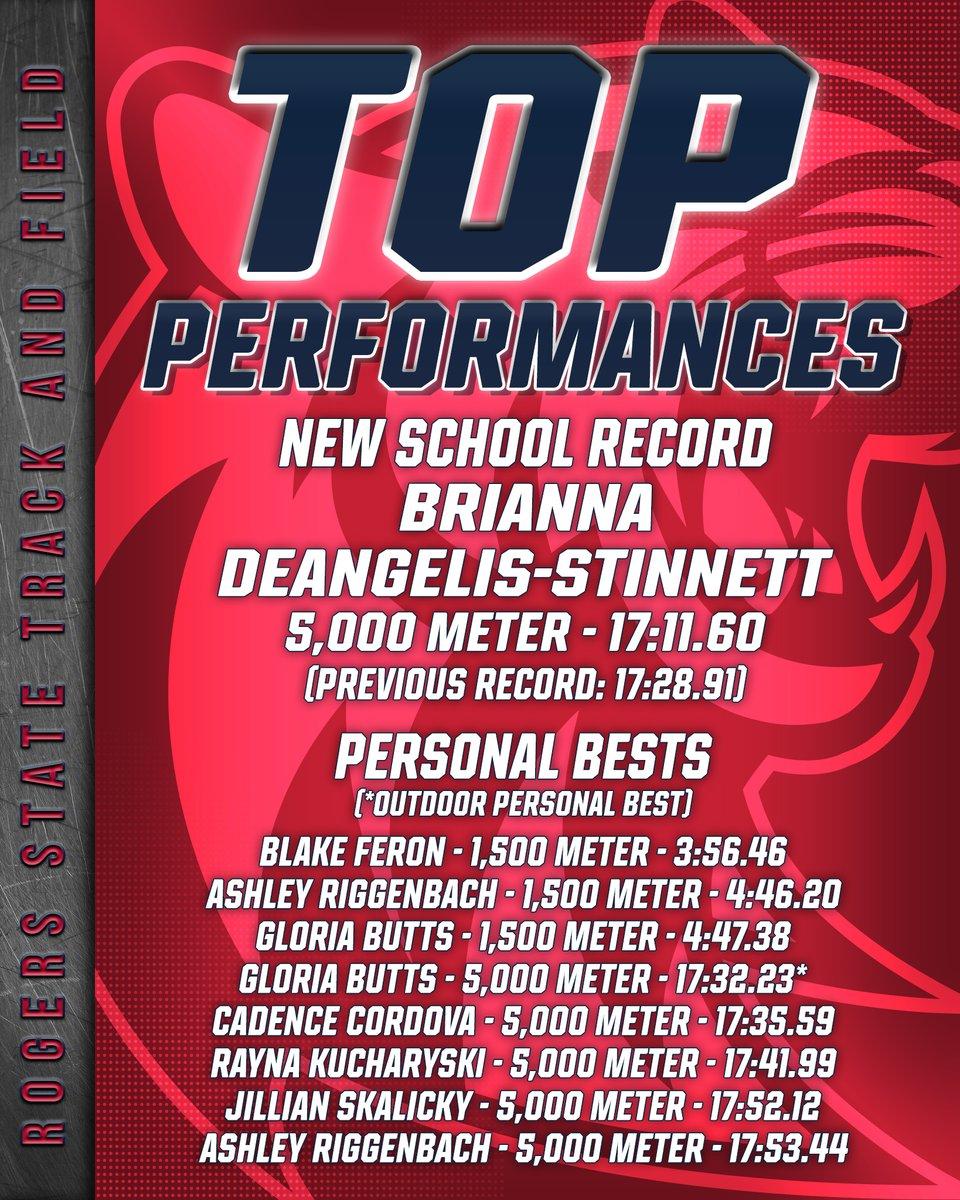 ROGERS STATE TRACK AND FIELD
TOP
PERFORMANCES
NEW SCHOOL RECORD
BRIANNA
DEANGELIS-STINNETT
5,000 METER - 17:11.60
(PREVIOUS RECORD: 17:28.91)
PERSONAL BESTS
(*OUTDOOR PERSONAL BEST)
BLAKE FERON - 1,500 METER - 3:56.46
ASHLEY RIGGENBACH - 1,500 METER - 4:46.20
GLORIA BUTTS - 1,500 METER - 4:47.38
GLORIA BUTTS - 5,000 METER - 17:32.23*
CADENCE CORDOVA - 5,000 METER - 17:35.59
RAYNA KUCHARYSKI - 5,000 METER - 17:41.99
JILLIAN SKALICKY - 5,000 METER - 17:52.12
ASHLEY RIGGENBACH - 5,000 METER - 17:53.44